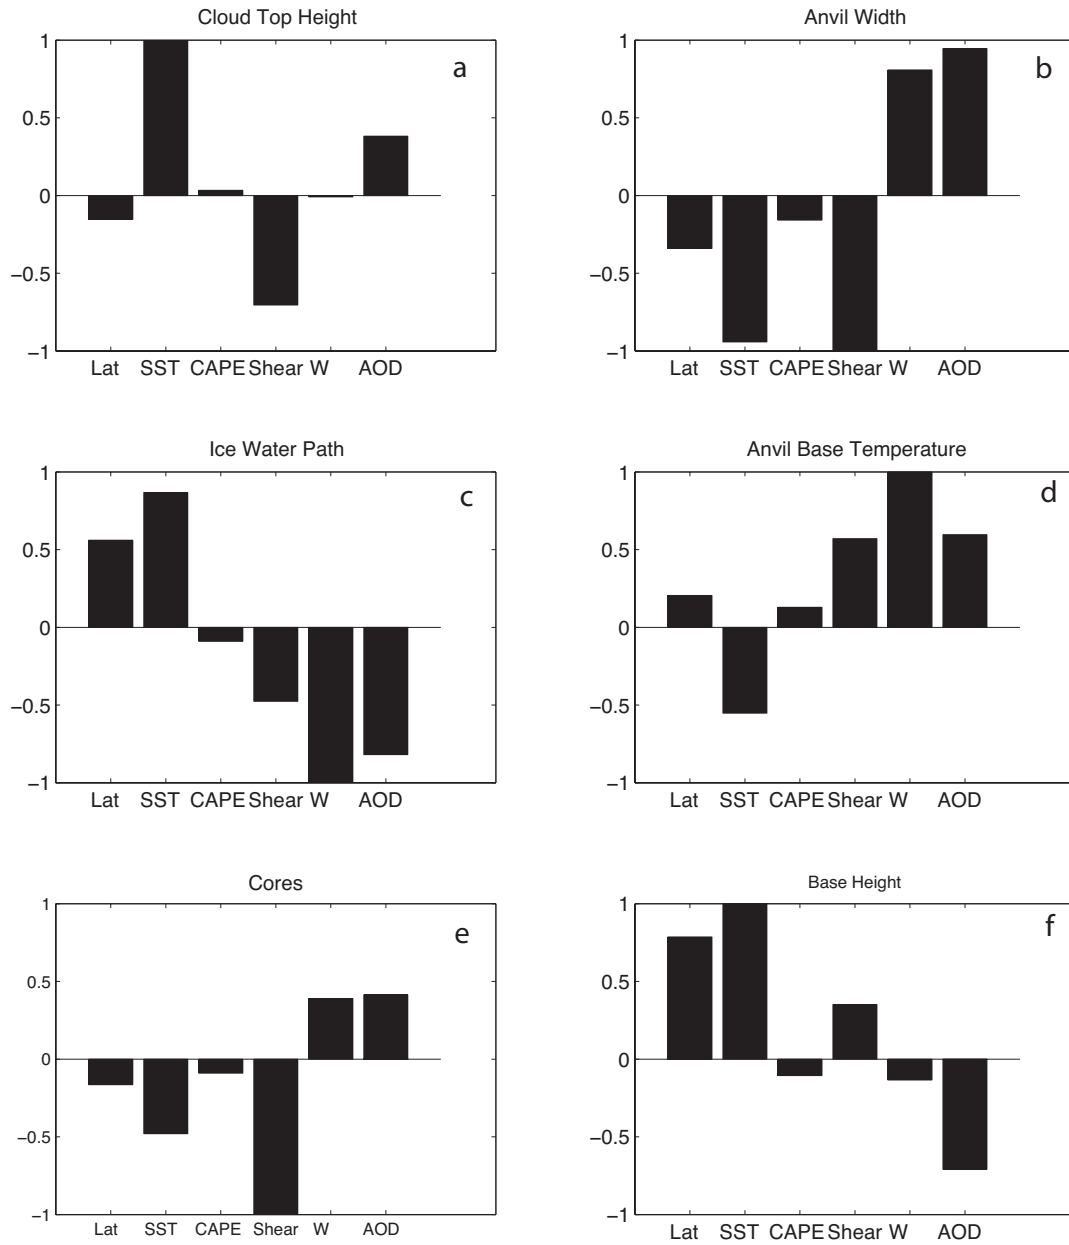 Cloud Top Height
a
1
0.5
0
−0.5
−1
Lat SST CAPE Shear W AOD
Anvil Width
b
1
0.5
0
−0.5
−1
Lat SST CAPE Shear W AOD
Ice Water Path
c
1
0.5
0
−0.5
−1
Lat SST CAPE Shear W AOD
Anvil Base Temperature
d
1
0.5
0
−0.5
−1
Lat SST CAPE Shear W AOD
Cores
e
1
0.5
0
−0.5
−1
Lat SST CAPE Shear W AOD
Base Height
f
1
0.5
0
−0.5
−1
Lat SST CAPE Shear W AOD